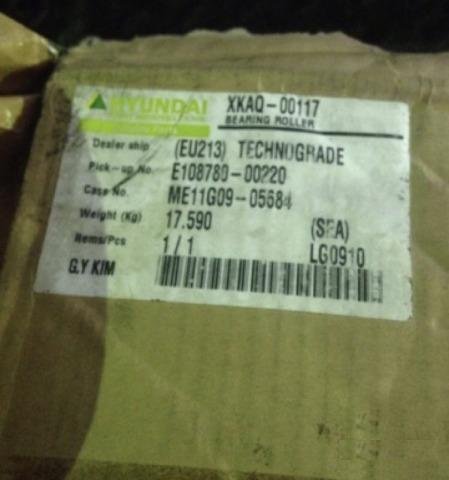 HYUNDAI XKAQ-00117
BEARING ROLLER
Dealer ship (EU213) TECHNOGRADE
Pick-up No. E108780-00220
Case No. ME11G09-05684
Weight (Kg) 17.590 (SEA)
Items/Pcs 1/1 LG0910
G.Y KIM